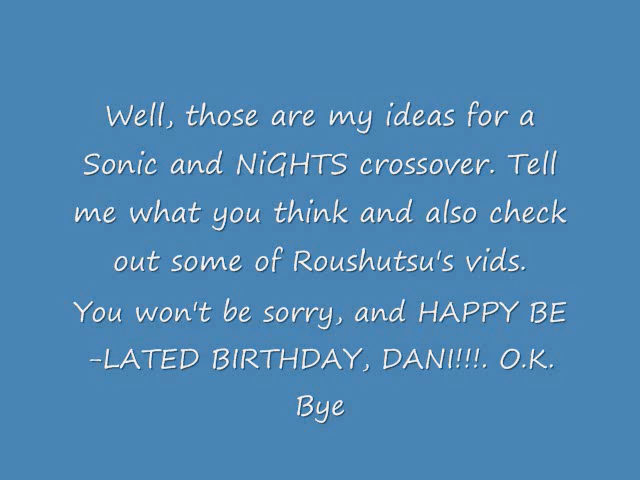 Well, those are my ideas for a
Sonic and NiGHTS crossover. Tell
me what you think and also check
out some of Roushutsu's vids.
You won't be sorry, and HAPPY BE
-LATED BIRTHDAY, DANI!!!. O.K.
Bye